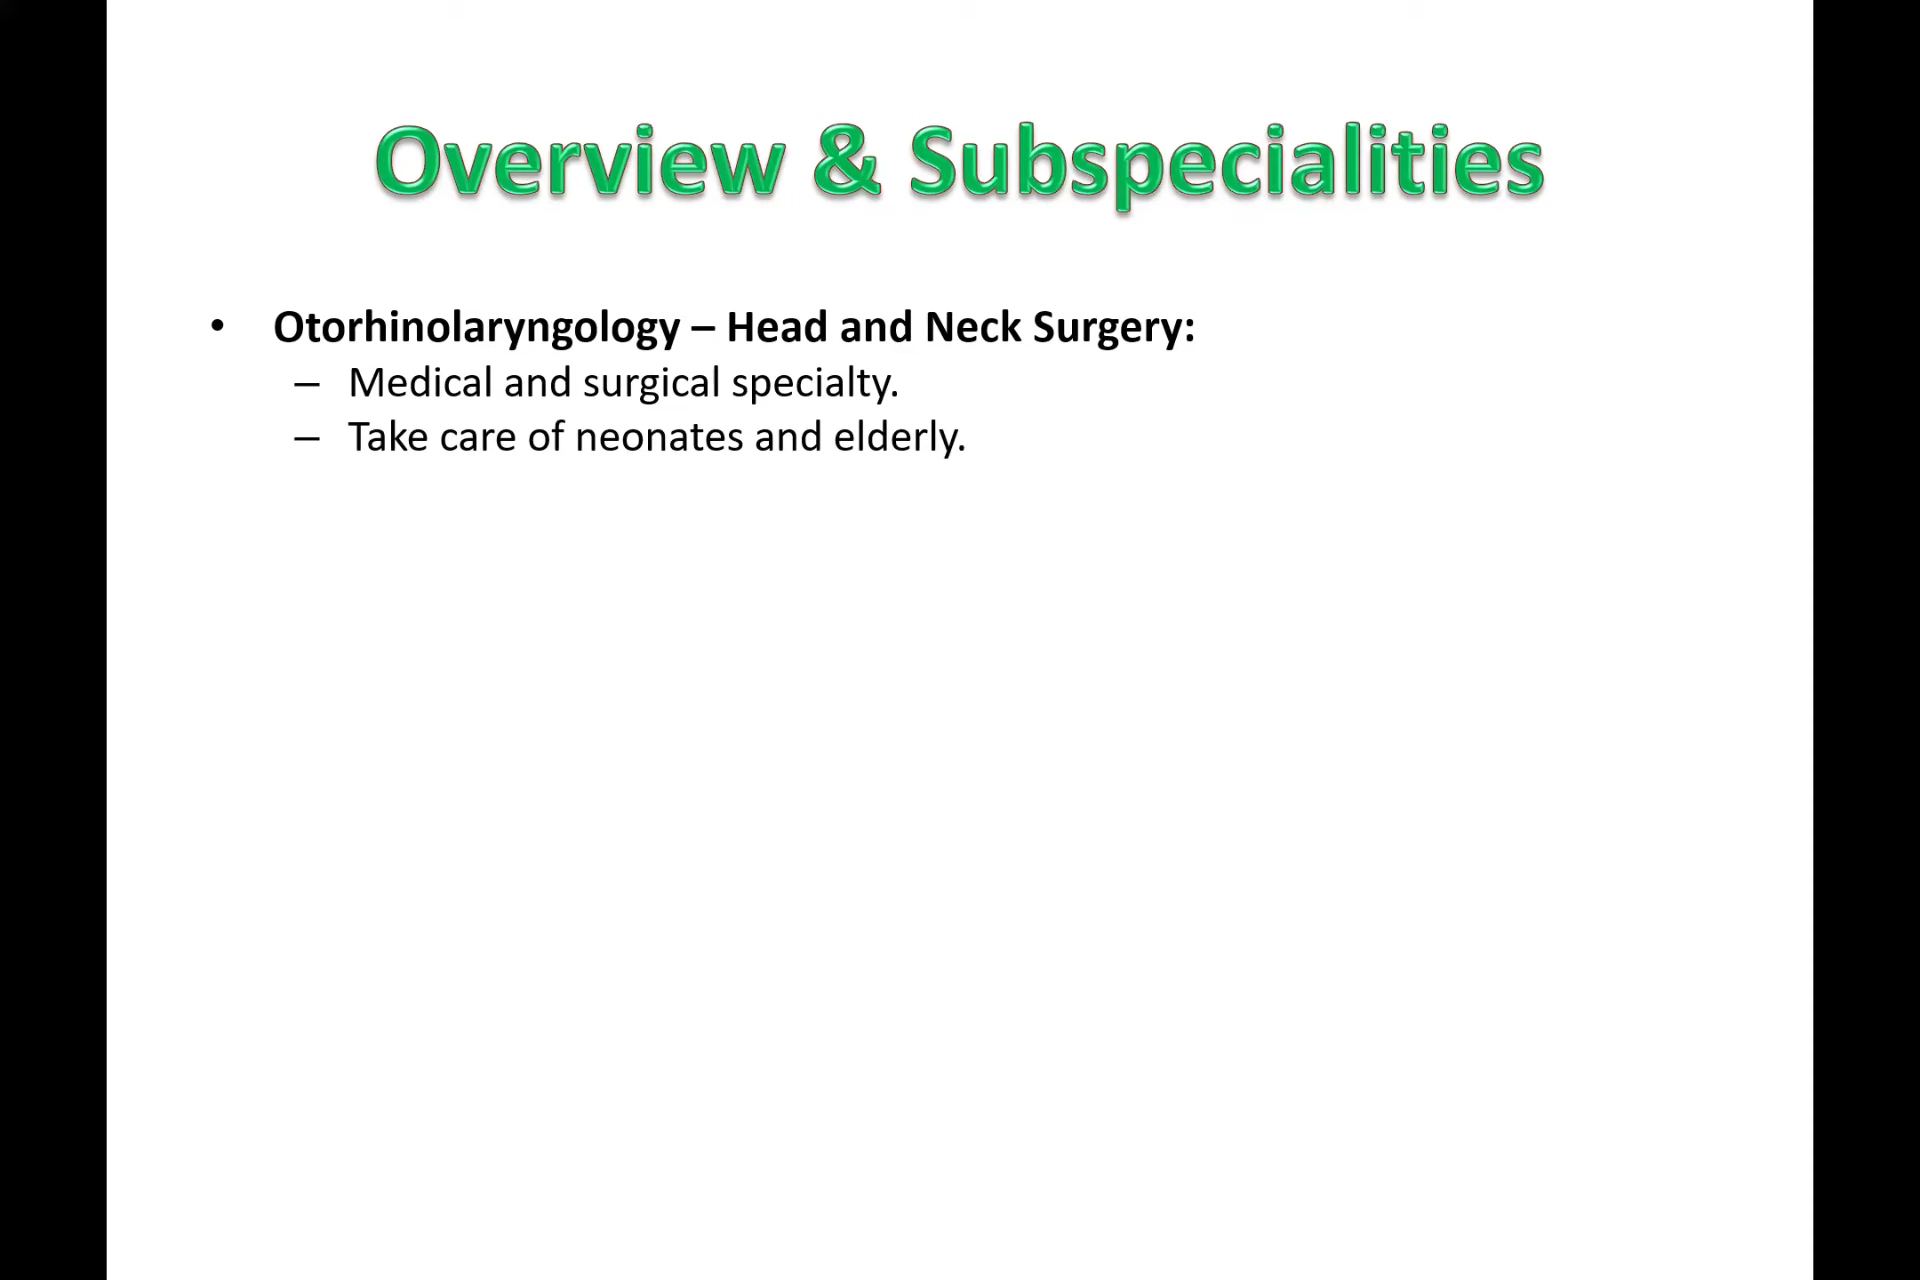 Overview & Subspecialities
• Otorhinolaryngology – Head and Neck Surgery:
– Medical and surgical specialty.
– Take care of neonates and elderly.